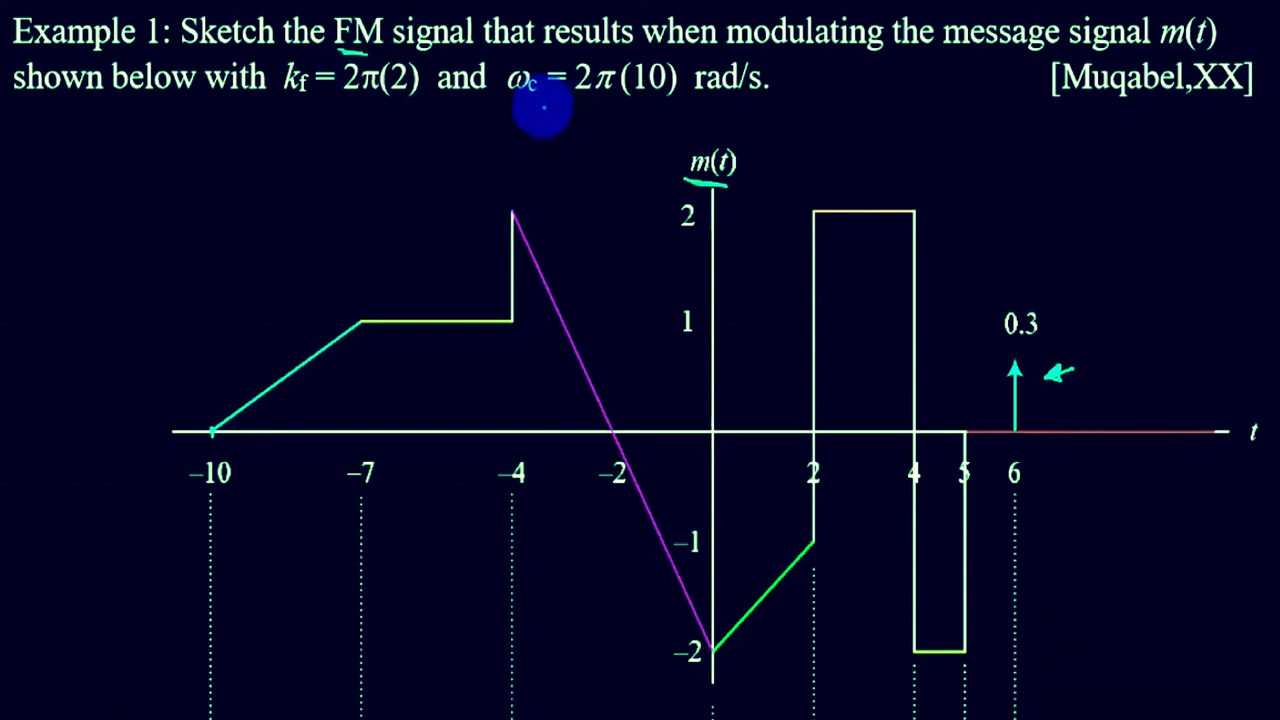 Example 1: Sketch the FM signal that results when modulating the message signal m(t)
shown below with kf = 2π(2) and ωc = 2π(10) rad/s. [Muqabel,XX]
m(t)
2
1
0.3
t
–10 –7 –4 –2 2 4 5 6
–1
–2